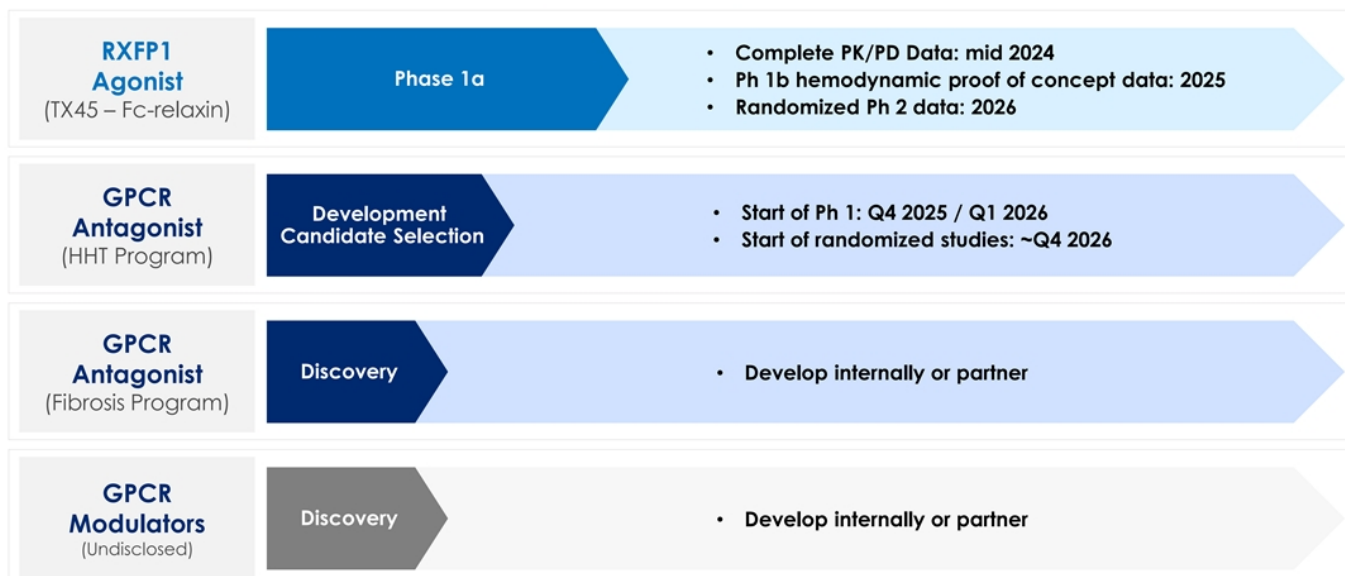 RXFP1
Agonist
(TX45 – Fc-relaxin)
Phase 1a
• Complete PK/PD Data: mid 2024
• Ph 1b hemodynamic proof of concept data: 2025
• Randomized Ph 2 data: 2026
GPCR
Antagonist
(HHT Program)
Development
Candidate Selection
• Start of Ph 1: Q4 2025 / Q1 2026
• Start of randomized studies: ~Q4 2026
GPCR
Antagonist
(Fibrosis Program)
Discovery
• Develop internally or partner
GPCR
Modulators
(Undisclosed)
Discovery
• Develop internally or partner